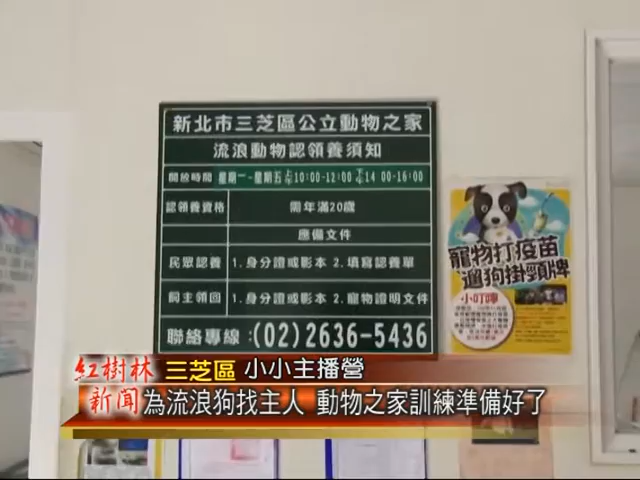 新北市三芝區公立動物之家
流浪動物認領養須知
開放時間 星期一-星期五 上午10:00-12:00 下午14:00-16:00
認領養資格 需年滿20歲
應備文件
民眾認養 1.身分證或影本 2.填寫認養單
飼主領回 1.身分證或影本 2.寵物證明文件
聯絡專線:(02)2636-5436
寵物打疫苗
遛狗掛頸牌
小叮嚀
紅樹林
新聞
三芝區 小小主播營
為流浪狗找主人 動物之家訓練準備好了